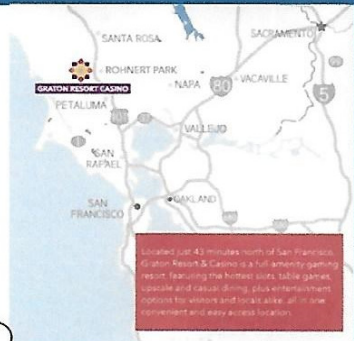 SACRAMENTO
SANTA ROSA
ROHNERT PARK
GRATON RESORT CASINO
NAPA
VACAVILLE
80
99
5
PETALUMA
101
37
VALLEJO
1
SAN
RAFAEL
OAKLAND
SAN
FRANCISCO
Located just 43 minutes north of San Francisco,
Graton Resort & Casino is a full amenity gaming
resort, featuring the hottest slots, table games,
upscale and casual dining, plus entertainment
options for visitors and locals alike, all in one
convenient and easy access location.